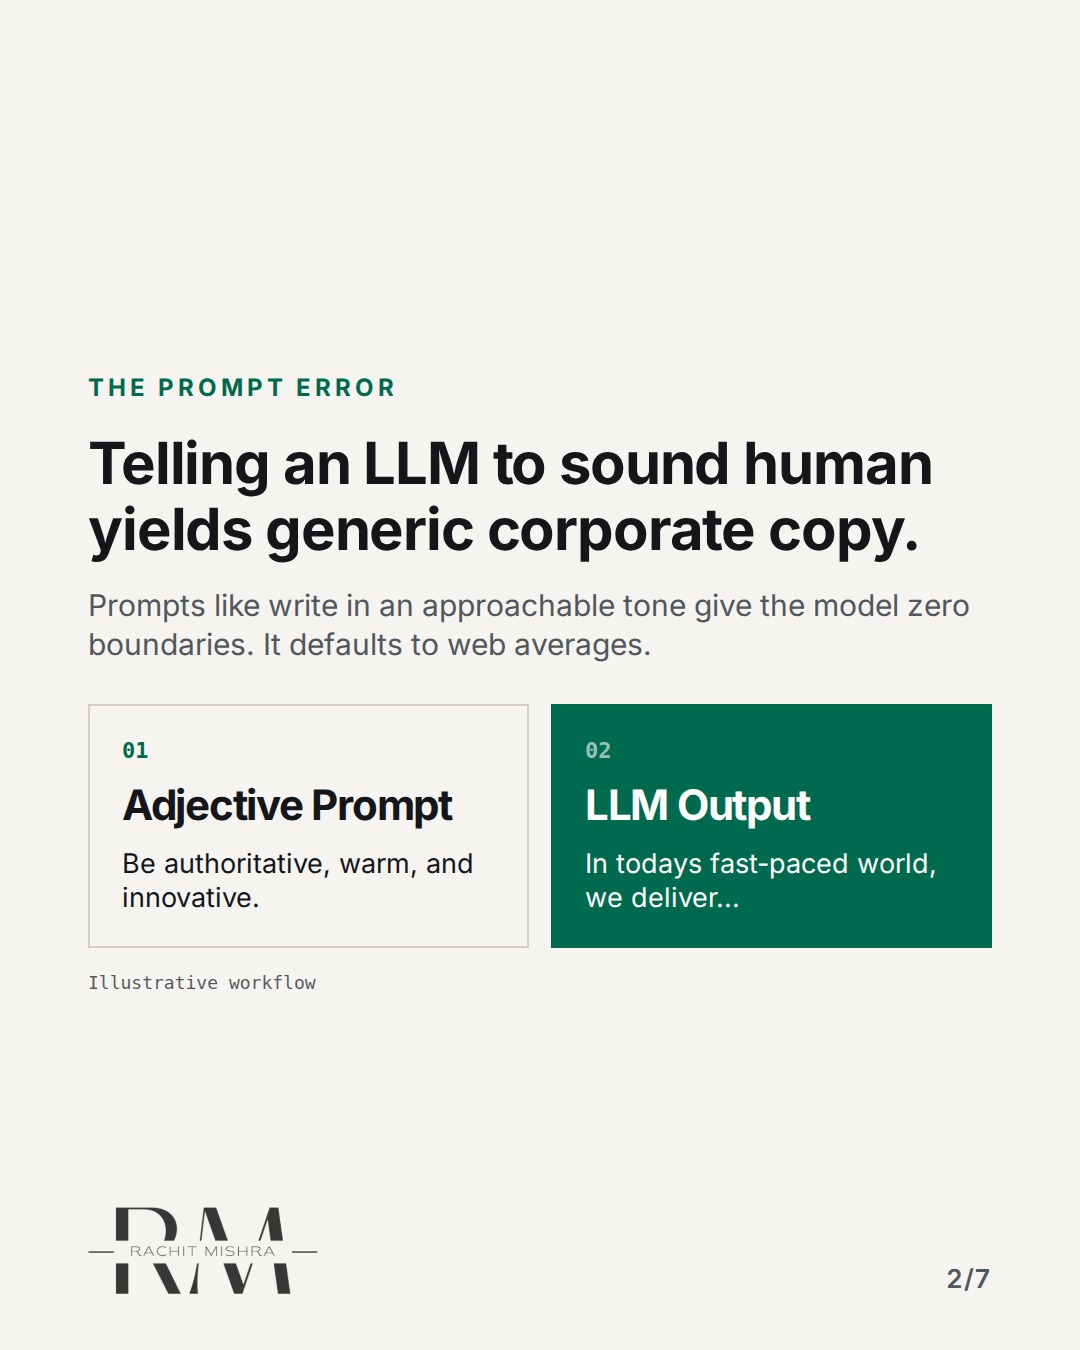 THE PROMPT ERROR
Telling an LLM to sound human
yields generic corporate copy.
Prompts like write in an approachable tone give the model zero
boundaries. It defaults to web averages.
01
Adjective Prompt
Be authoritative, warm, and
innovative.
02
LLM Output
In todays fast-paced world,
we deliver...
Illustrative workflow
RM
RACHIT MISHRA
2/7